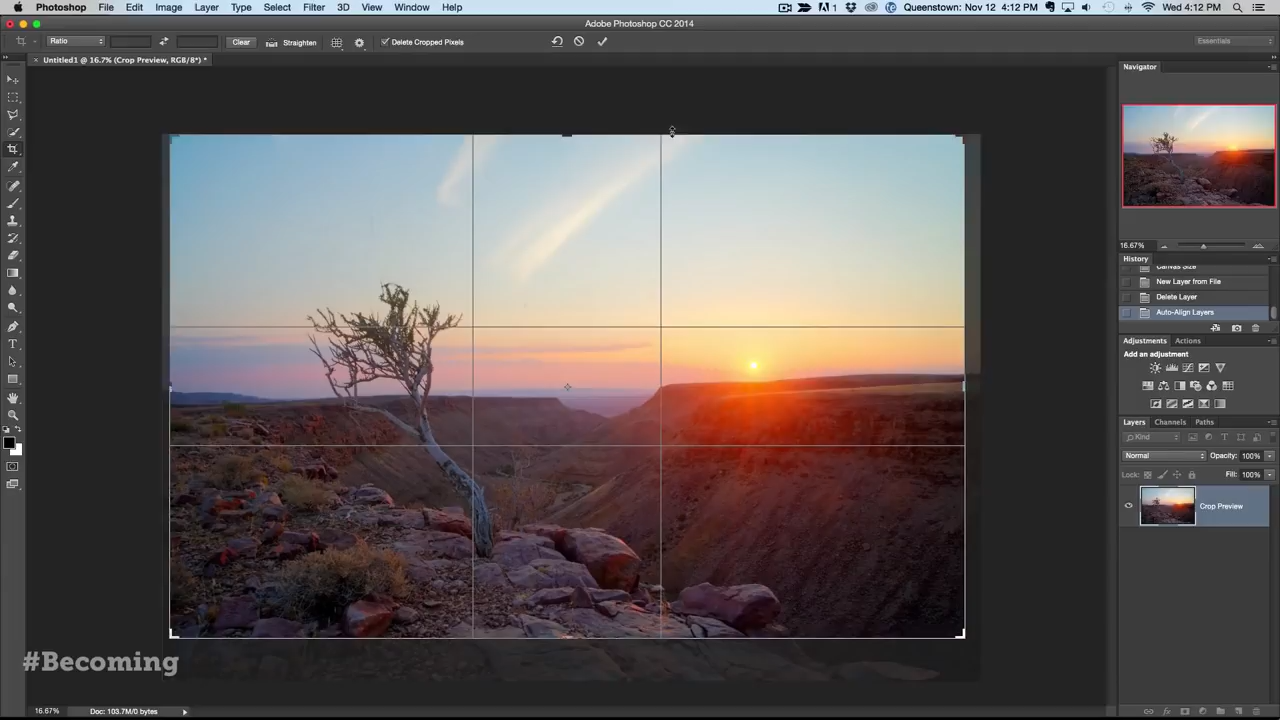 Photoshop File Edit Image Layer Type Select Filter 3D View Window Help
1 Queenstown: Nov 12 4:12 PM Wed 4:12 PM
Adobe Photoshop CC 2014
Ratio Clear Straighten Delete Cropped Pixels Essentials
× Untitled1 @ 16.7% (Crop Preview, RGB/8*) *
Navigator
16.67%
History
Canvas Size
New Layer from File
Delete Layer
Auto-Align Layers
Adjustments Actions
Add an adjustment
Layers Channels Paths
Kind
Normal Opacity: 100%
Lock: Fill: 100%
Crop Preview
#Becoming
16.67% Doc: 103.7M/0 bytes